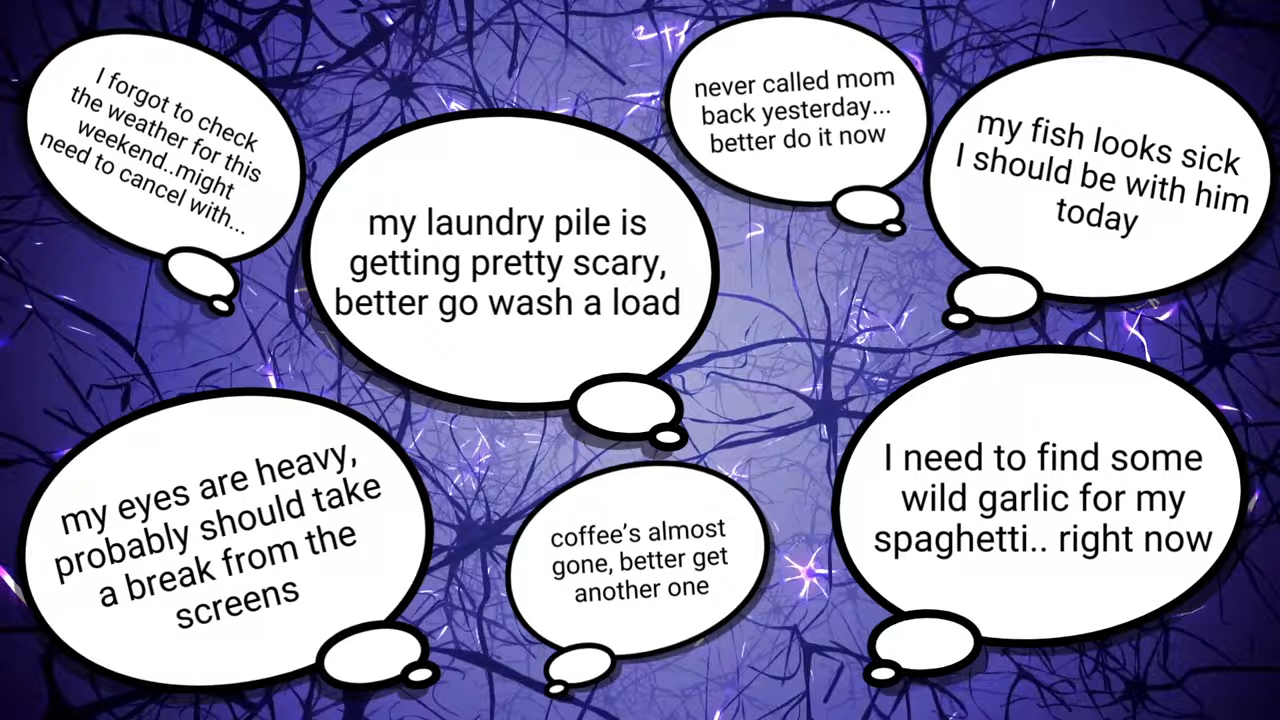 I forgot to check
the weather for this
weekend..might
need to cancel with...
my laundry pile is
getting pretty scary,
better go wash a load
never called mom
back yesterday...
better do it now
my fish looks sick
I should be with him
today
my eyes are heavy,
probably should take
a break from the
screens
coffee’s almost
gone, better get
another one
I need to find some
wild garlic for my
spaghetti.. right now